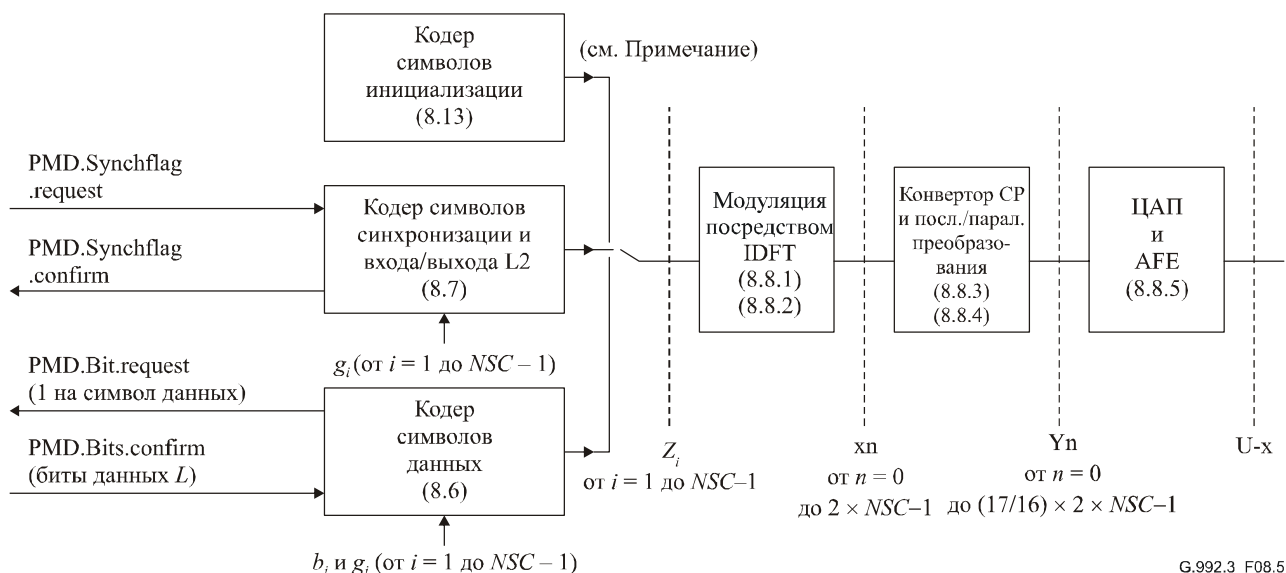 Кодер
символов
инициализации
(8.13)
(см. Примечание)
PMD.Synchflag
.request
PMD.Synchflag
.confirm
Кодер символов
синхронизации и
входа/выхода L2
(8.7)
g_i (от i = 1 до NSC – 1)
PMD.Bit.request
(1 на символ данных)
PMD.Bits.confirm
(биты данных L)
Кодер
символов
данных
(8.6)
b_i и g_i (от i = 1 до NSC – 1)
Модуляция
посредством
IDFT
(8.8.1)
(8.8.2)
Конвертор CP
и посл./парал.
преобразо-
вания
(8.8.3)
(8.8.4)
ЦАП
и
AFE
(8.8.5)
Z_i
от i = 1 до NSC–1
xn
от n = 0
до 2 × NSC–1
Yn
от n = 0
до (17/16) × 2 × NSC–1
U-x
G.992.3_F08.5